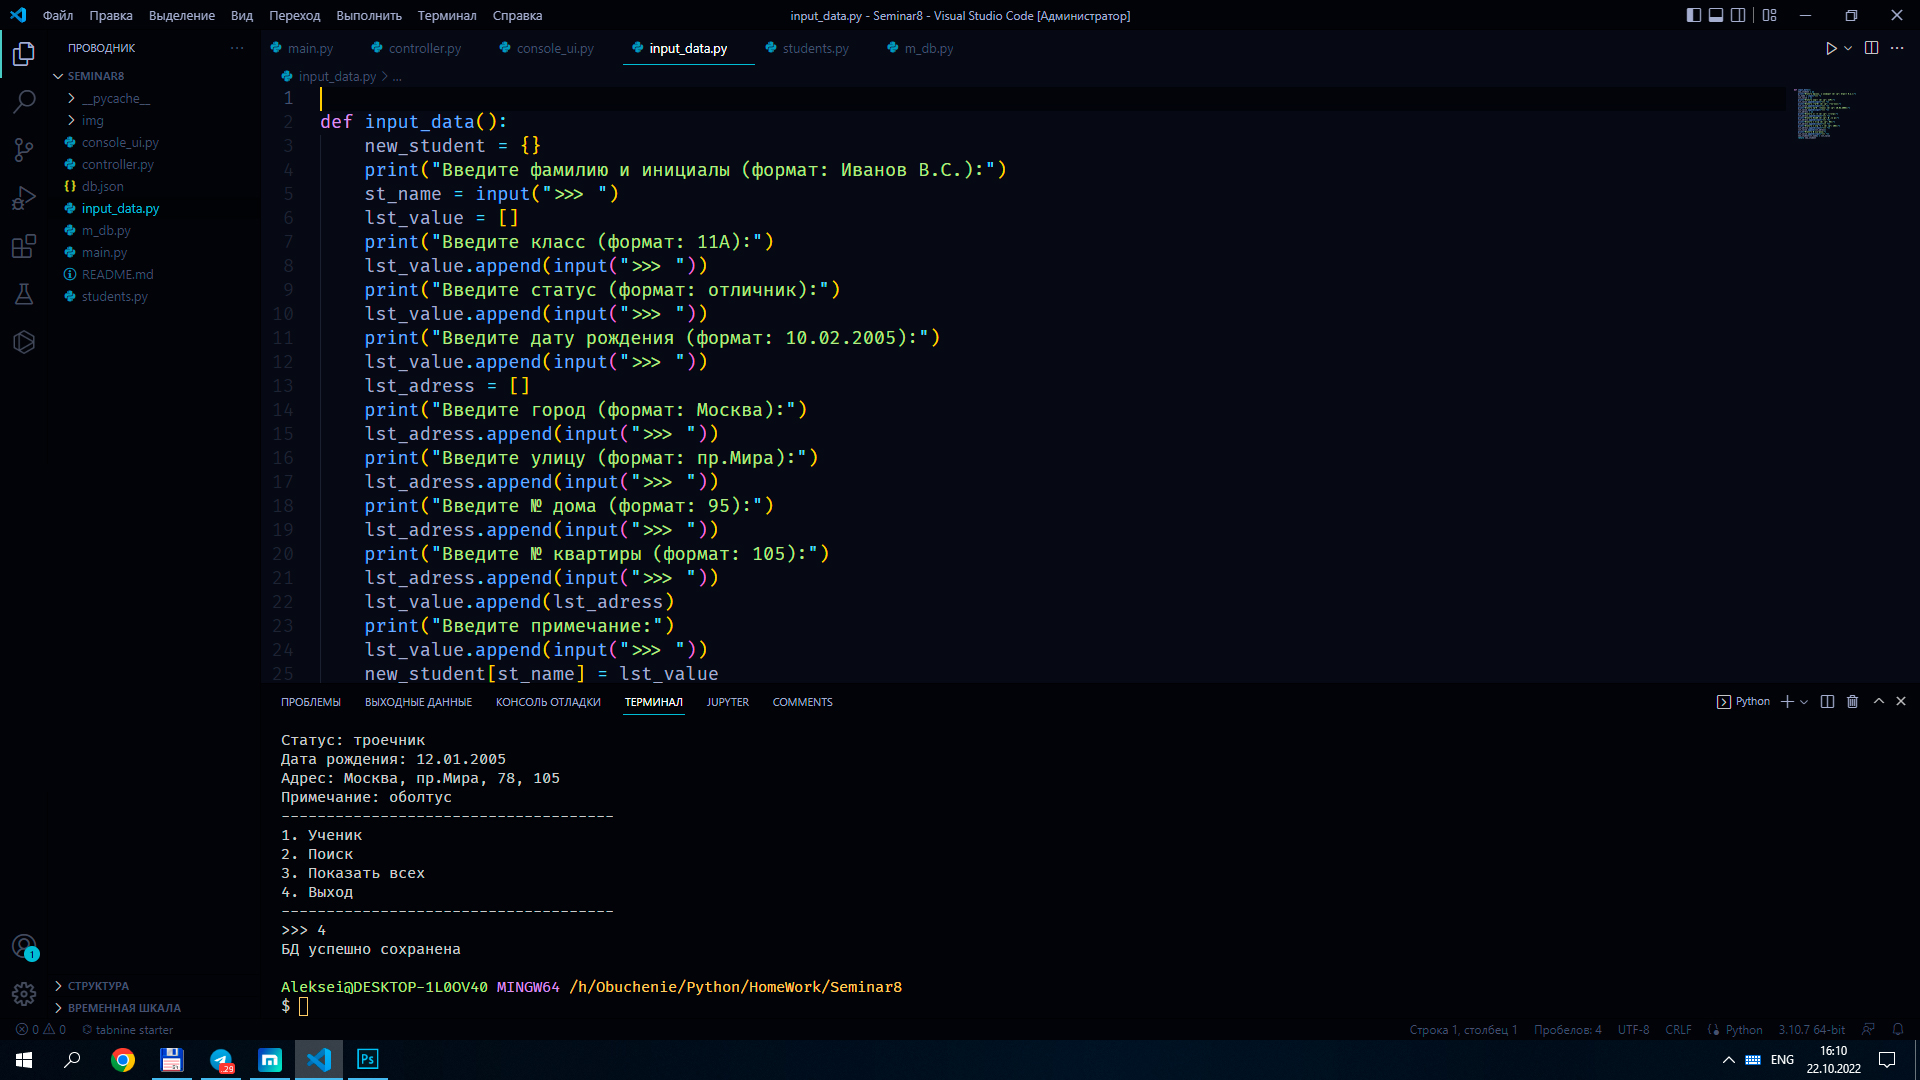 Файл Правка Выделение Вид Переход Выполнить Терминал Справка
input_data.py - Seminar8 - Visual Studio Code [Администратор]
ПРОВОДНИК
SEMINAR8
__pycache__
img
console_ui.py
controller.py
db.json
input_data.py
m_db.py
main.py
README.md
students.py
СТРУКТУРА
ВРЕМЕННАЯ ШКАЛА
main.py controller.py console_ui.py input_data.py students.py m_db.py
input_data.py > ...
1
2 def input_data():
3 new_student = {}
4 print("Введите фамилию и инициалы (формат: Иванов В.С.):")
5 st_name = input(">>> ")
6 lst_value = []
7 print("Введите класс (формат: 11А):")
8 lst_value.append(input(">>> "))
9 print("Введите статус (формат: отличник):")
10 lst_value.append(input(">>> "))
11 print("Введите дату рождения (формат: 10.02.2005):")
12 lst_value.append(input(">>> "))
13 lst_adress = []
14 print("Введите город (формат: Москва):")
15 lst_adress.append(input(">>> "))
16 print("Введите улицу (формат: пр.Мира):")
17 lst_adress.append(input(">>> "))
18 print("Введите № дома (формат: 95):")
19 lst_adress.append(input(">>> "))
20 print("Введите № квартиры (формат: 105):")
21 lst_adress.append(input(">>> "))
22 lst_value.append(lst_adress)
23 print("Введите примечание:")
24 lst_value.append(input(">>> "))
25 new_student[st_name] = lst_value
ПРОБЛЕМЫ ВЫХОДНЫЕ ДАННЫЕ КОНСОЛЬ ОТЛАДКИ ТЕРМИНАЛ JUPYTER COMMENTS
Python
Статус: троечник
Дата рождения: 12.01.2005
Адрес: Москва, пр.Мира, 78, 105
Примечание: оболтус
-------------------------------------
1. Ученик
2. Поиск
3. Показать всех
4. Выход
-------------------------------------
>>> 4
БД успешно сохранена
Aleksei@DESKTOP-1L0OV40 MINGW64 /h/Obuchenie/Python/HomeWork/Seminar8
$
1
0 0 tabnine starter
Строка 1, столбец 1 Пробелов: 4 UTF-8 CRLF Python 3.10.7 64-bit
29
Ps
ENG
16:10
22.10.2022